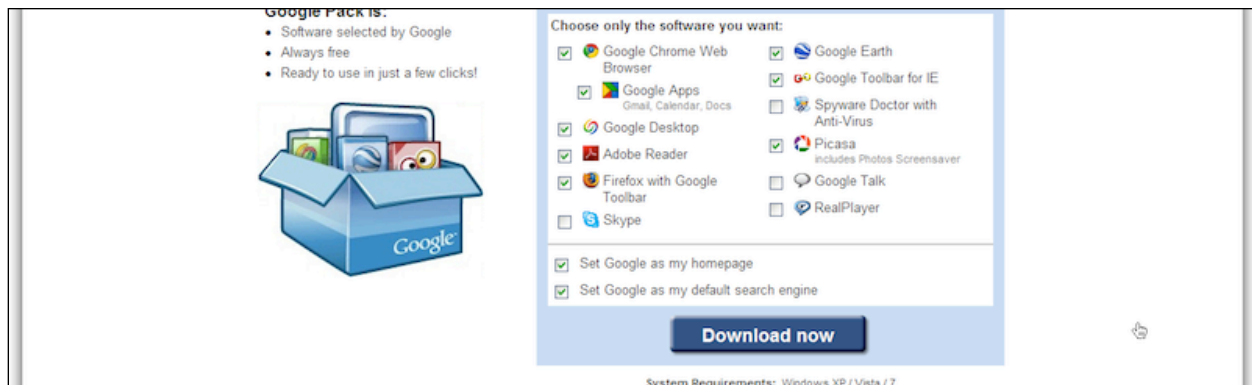 Google Pack is:
Software selected by Google
Always free
Ready to use in just a few clicks!
Google
Choose only the software you want:
Google Chrome Web
Browser
Google Apps
Gmail, Calendar, Docs
Google Desktop
Adobe Reader
Firefox with Google
Toolbar
Skype
Google Earth
Google Toolbar for IE
Spyware Doctor with
Anti-Virus
Picasa
includes Photos Screensaver
Google Talk
RealPlayer
Set Google as my homepage
Set Google as my default search engine
Download now
System Requirements: Windows XP / Vista / 7